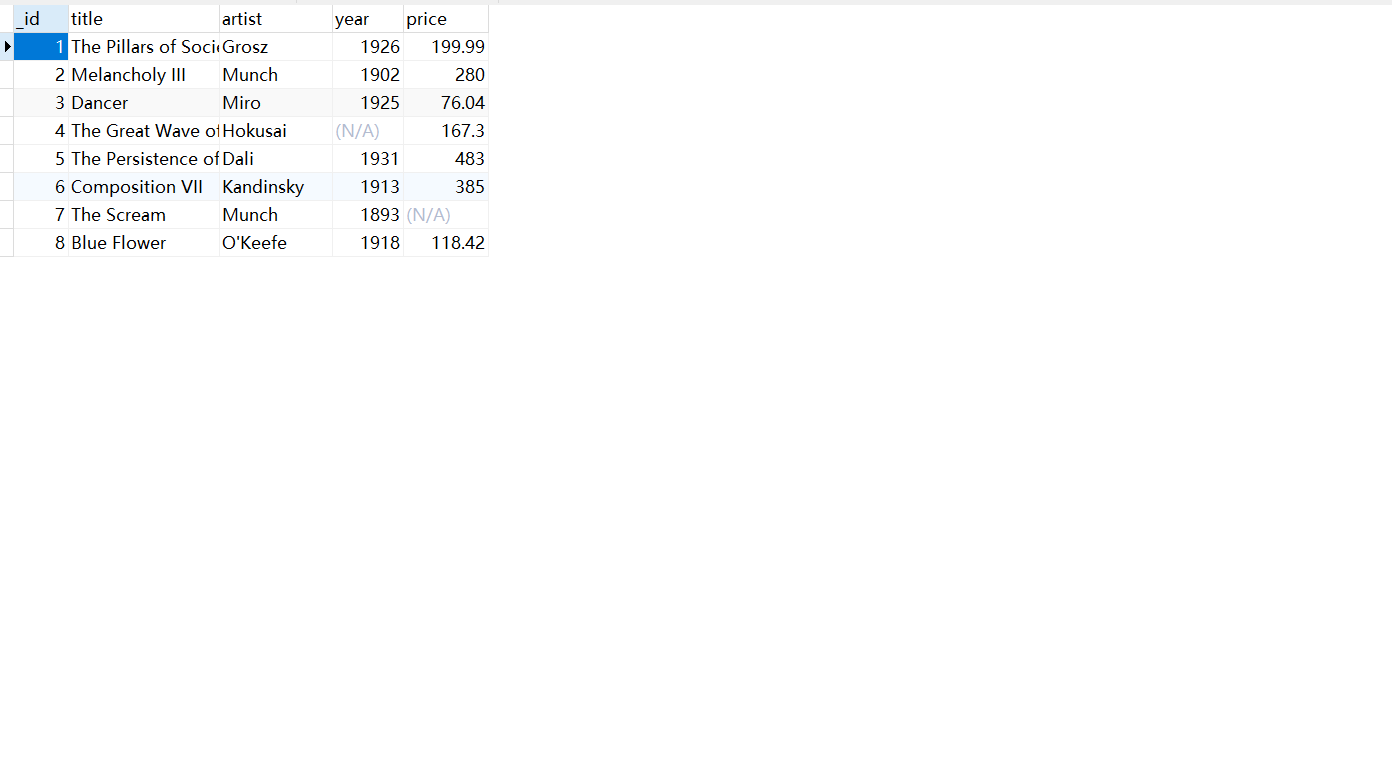 _id title artist year price
1 The Pillars of Soci Grosz 1926 199.99
2 Melancholy III Munch 1902 280
3 Dancer Miro 1925 76.04
4 The Great Wave of Hokusai (N/A) 167.3
5 The Persistence of Dali 1931 483
6 Composition VII Kandinsky 1913 385
7 The Scream Munch 1893 (N/A)
8 Blue Flower O'Keefe 1918 118.42